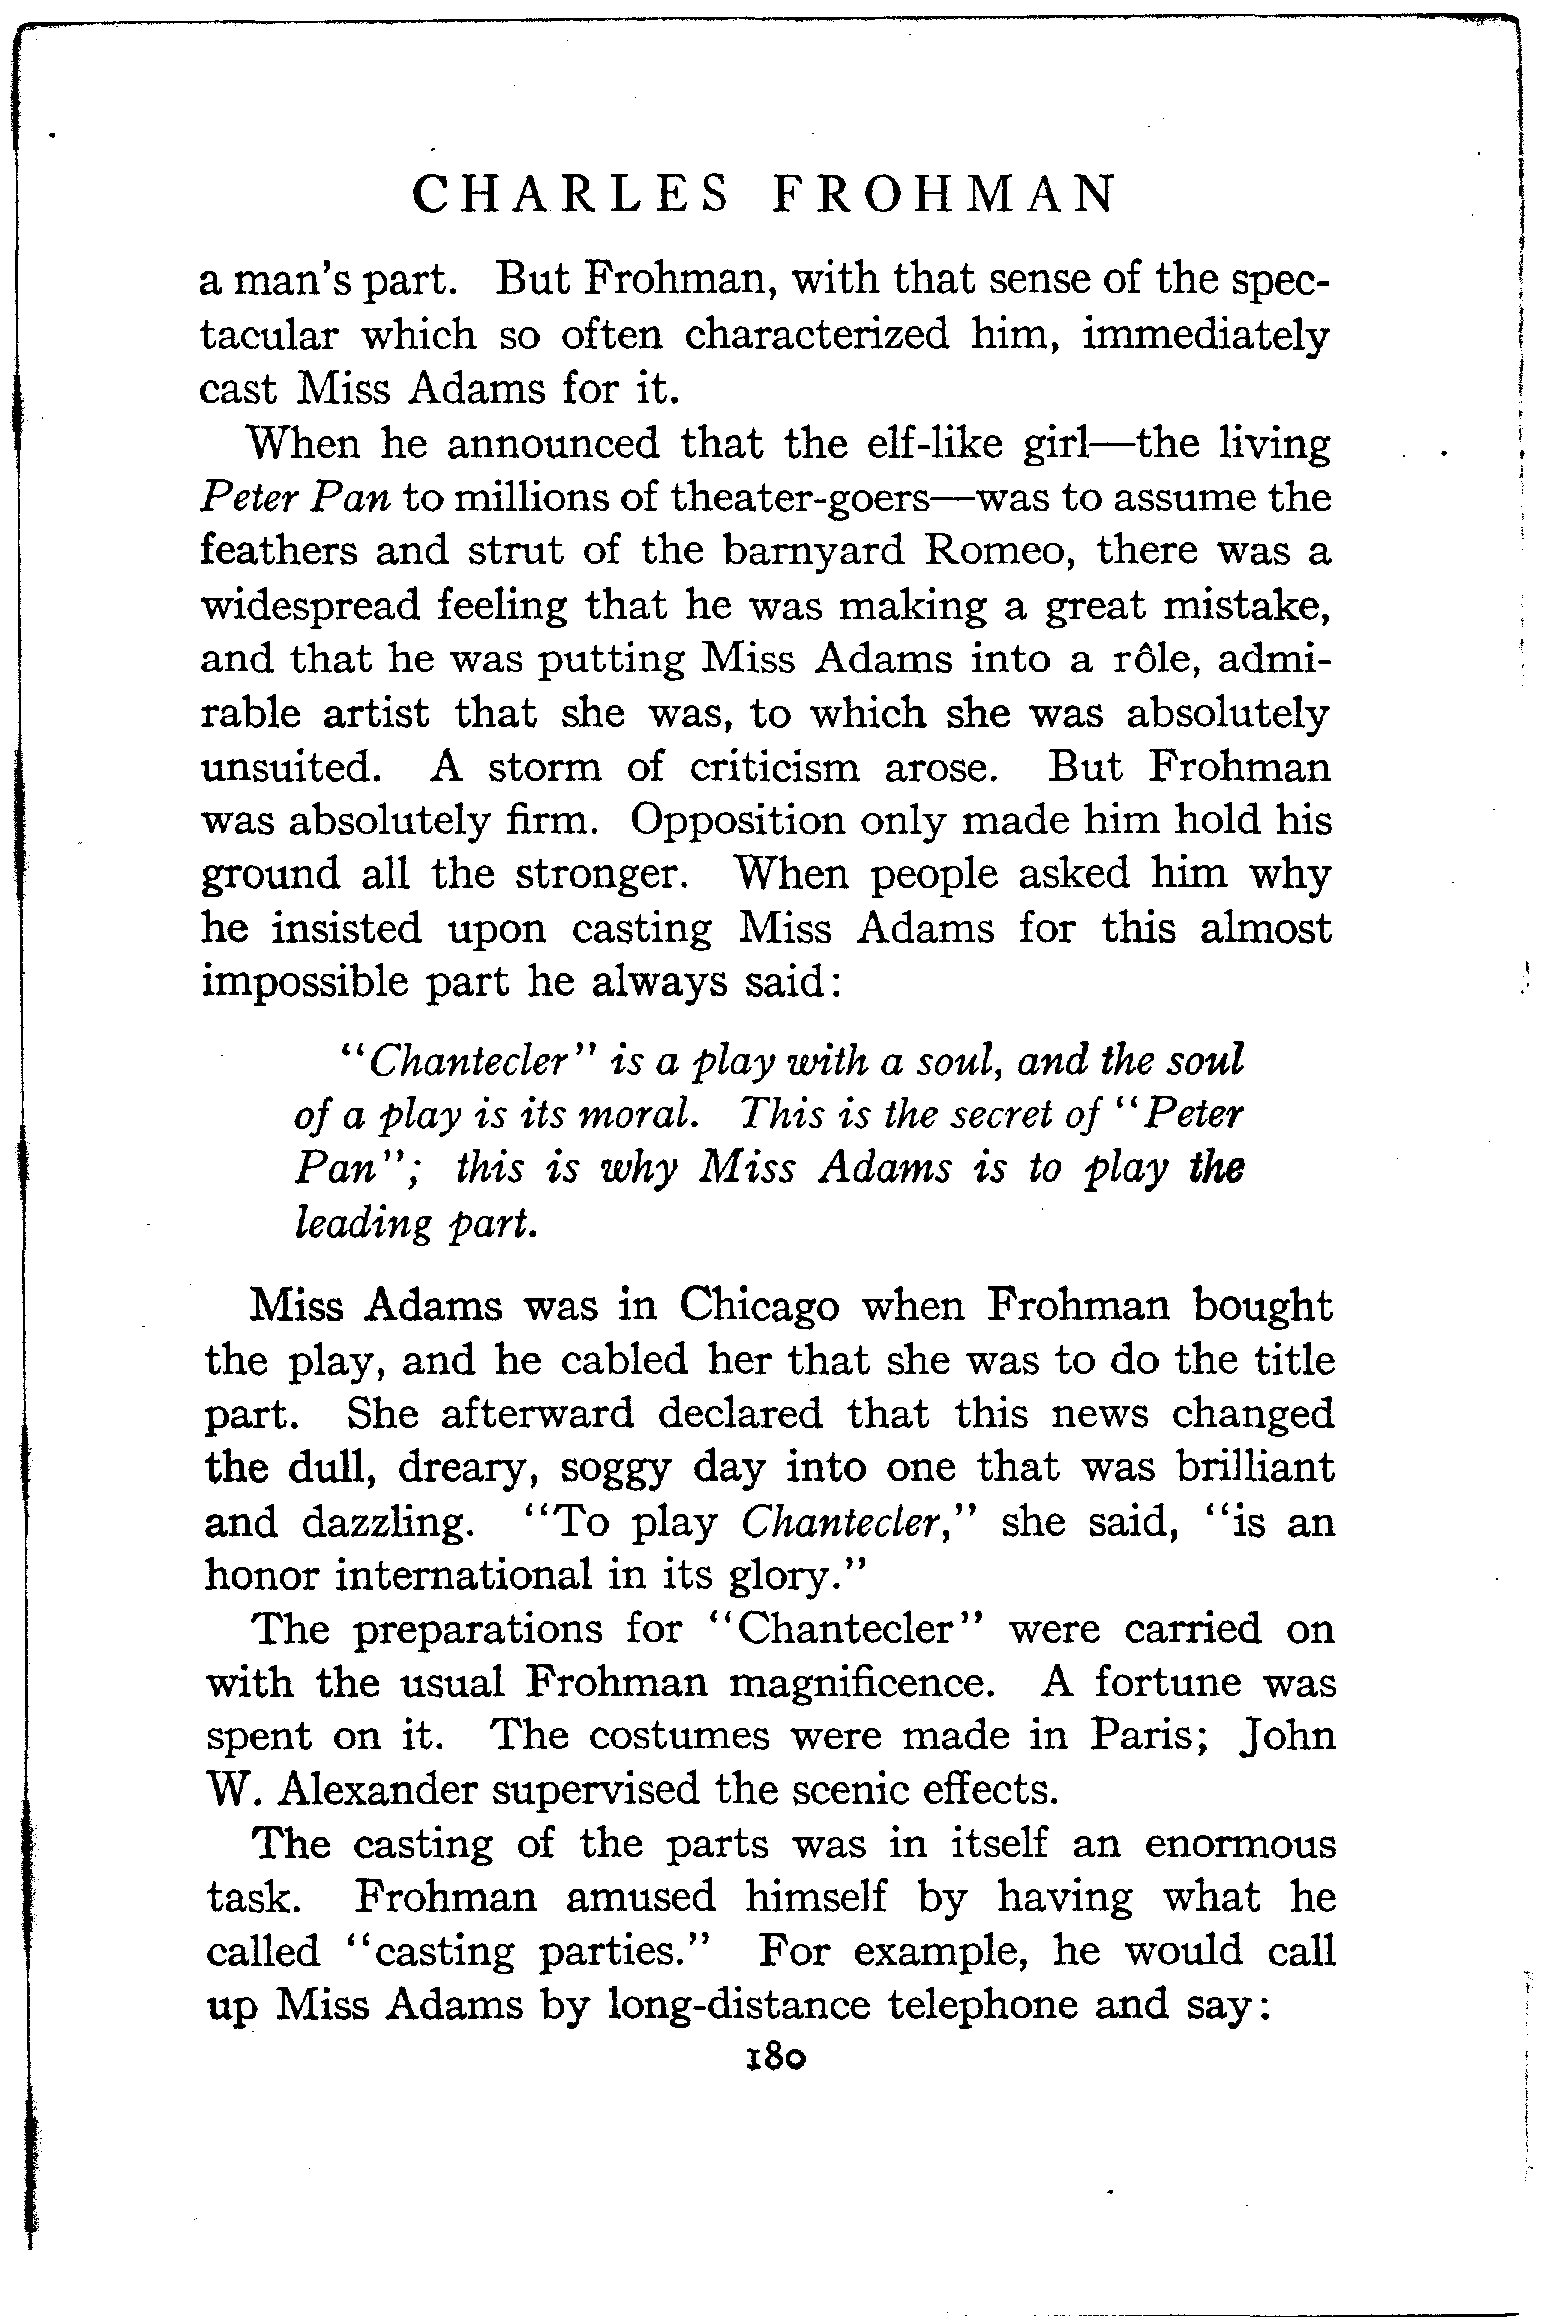 CHARLES FROHMAN
a man's part. But Frohman, with that sense of the spec-
tacular which so often characterized him, immediately
cast Miss Adams for it.
When he announced that the elf-like girl—the living
Peter Pan to millions of theater-goers—was to assume the
feathers and strut of the barnyard Romeo, there was a
widespread feeling that he was making a great mistake,
and that he was putting Miss Adams into a rôle, admi-
rable artist that she was, to which she was absolutely
unsuited. A storm of criticism arose. But Frohman
was absolutely firm. Opposition only made him hold his
ground all the stronger. When people asked him why
he insisted upon casting Miss Adams for this almost
impossible part he always said:
"Chantecler" is a play with a soul, and the soul
of a play is its moral. This is the secret of "Peter
Pan"; this is why Miss Adams is to play the
leading part.
Miss Adams was in Chicago when Frohman bought
the play, and he cabled her that she was to do the title
part. She afterward declared that this news changed
the dull, dreary, soggy day into one that was brilliant
and dazzling. "To play Chantecler," she said, "is an
honor international in its glory."
The preparations for "Chantecler" were carried on
with the usual Frohman magnificence. A fortune was
spent on it. The costumes were made in Paris; John
W. Alexander supervised the scenic effects.
The casting of the parts was in itself an enormous
task. Frohman amused himself by having what he
called "casting parties." For example, he would call
up Miss Adams by long-distance telephone and say:
180